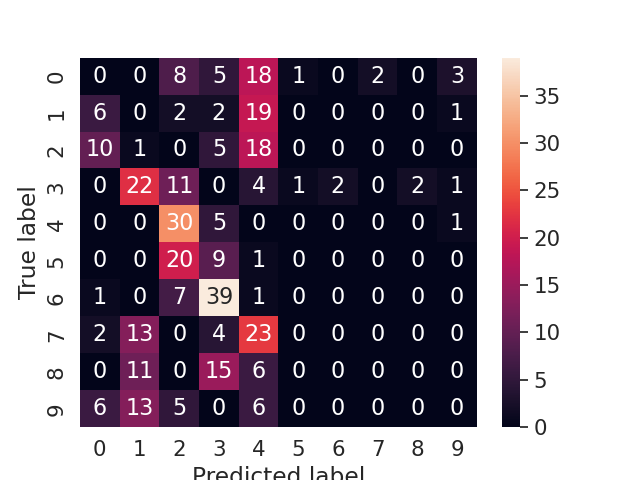 0 0 0 8 5 18 1 0 2 0 3
1 6 0 2 2 19 0 0 0 0 1
2 10 1 0 5 18 0 0 0 0 0
3 0 22 11 0 4 1 2 0 2 1
4 0 0 30 5 0 0 0 0 0 1
5 0 0 20 9 1 0 0 0 0 0
6 1 0 7 39 1 0 0 0 0 0
7 2 13 0 4 23 0 0 0 0 0
8 0 11 0 15 6 0 0 0 0 0
9 6 13 5 0 6 0 0 0 0 0
0 1 2 3 4 5 6 7 8 9
Predicted label
True label
35
30
25
20
15
10
5
0